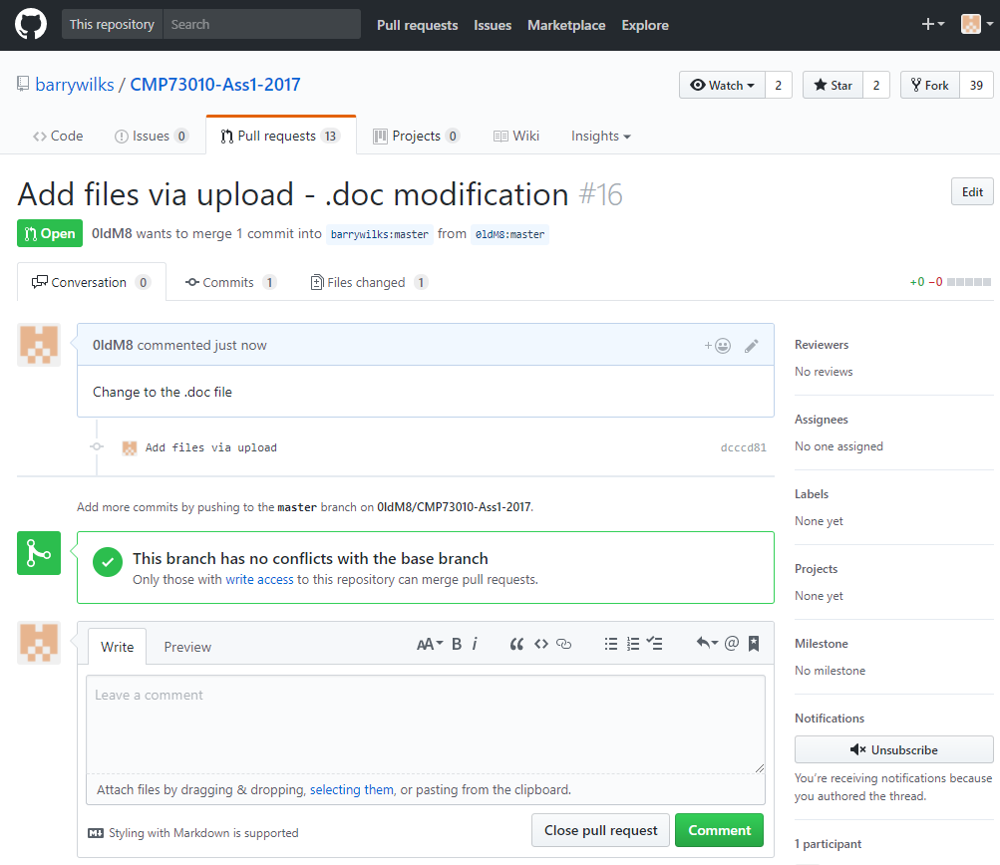 This repository Search Pull requests Issues Marketplace Explore
barrywilks / CMP73010-Ass1-2017 Watch 2 Star 2 Fork 39
Code Issues 0 Pull requests 13 Projects 0 Wiki Insights
Add files via upload - .doc modification #16 Edit
Open 0ldM8 wants to merge 1 commit into barrywilks:master from 0ldM8:master
Conversation 0 Commits 1 Files changed 1 +0 −0
0ldM8 commented just now
Change to the .doc file
Add files via upload dcccd81
Add more commits by pushing to the master branch on 0ldM8/CMP73010-Ass1-2017.
This branch has no conflicts with the base branch
Only those with write access to this repository can merge pull requests.
Write Preview AA B i
Leave a comment
Attach files by dragging & dropping, selecting them, or pasting from the clipboard.
Styling with Markdown is supported Close pull request Comment
Reviewers
No reviews
Assignees
No one assigned
Labels
None yet
Projects
None yet
Milestone
No milestone
Notifications
Unsubscribe
You're receiving notifications because
you authored the thread.
1 participant